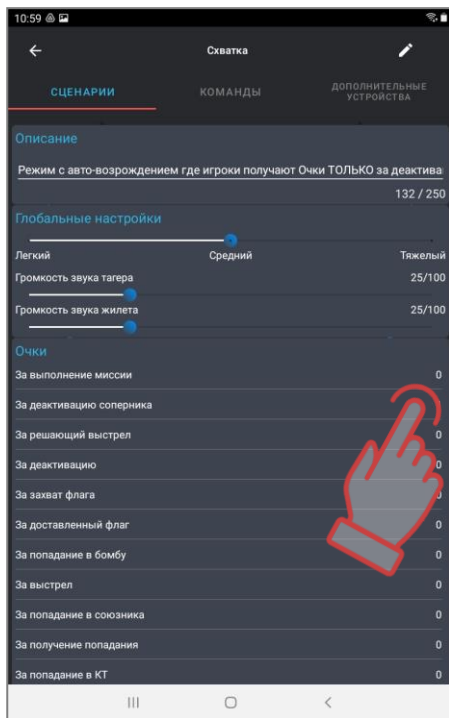 10:59
Схватка
СЦЕНАРИИ
КОМАНДЫ
ДОПОЛНИТЕЛЬНЫЕ
УСТРОЙСТВА
Описание
Режим с авто-возрождением где игроки получают Очки ТОЛЬКО за деактива
132 / 250
Глобальные настройки
Легкий Средний Тяжелый
Громкость звука тагера 25/100
Громкость звука жилета 25/100
Очки
За выполнение миссии 0
За деактивацию соперника
За решающий выстрел 0
За деактивацию 0
За захват флага 0
За доставленный флаг 0
За попадание в бомбу 0
За выстрел 0
За попадание в союзника 0
За получение попадания 0
За попадание в КТ 0